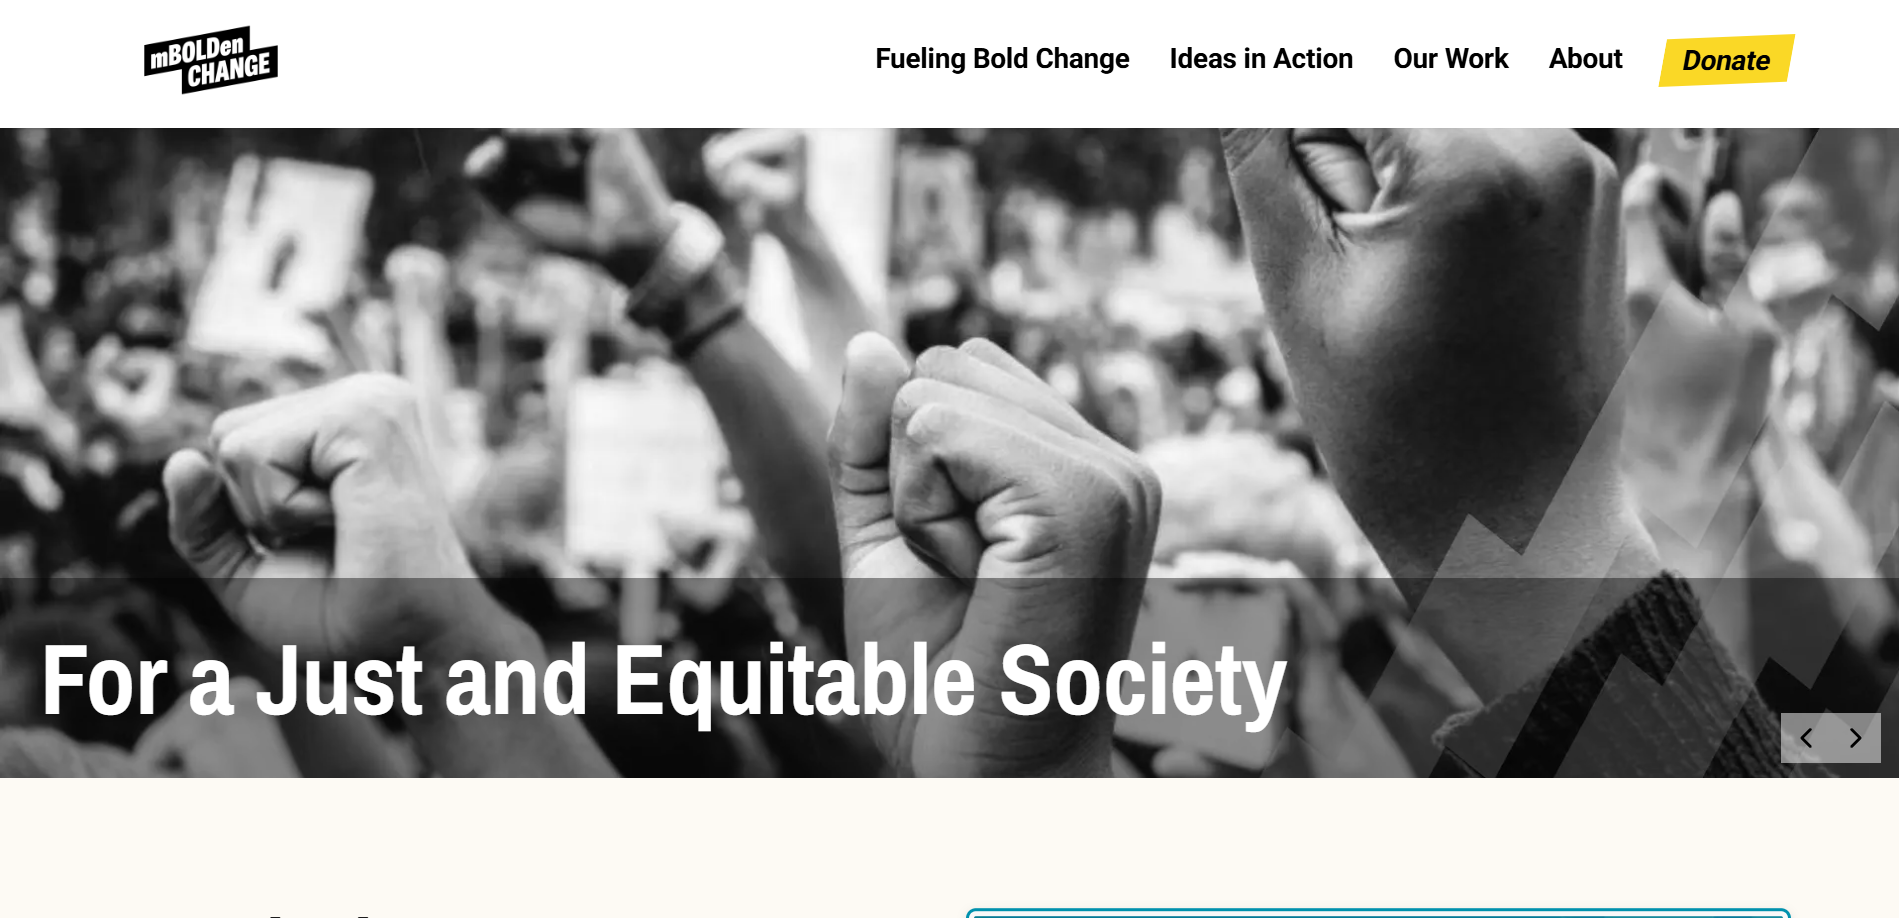 mBOLDen
CHANGE
Fueling Bold Change
Ideas in Action
Our Work
About
Donate
For a Just and Equitable Society